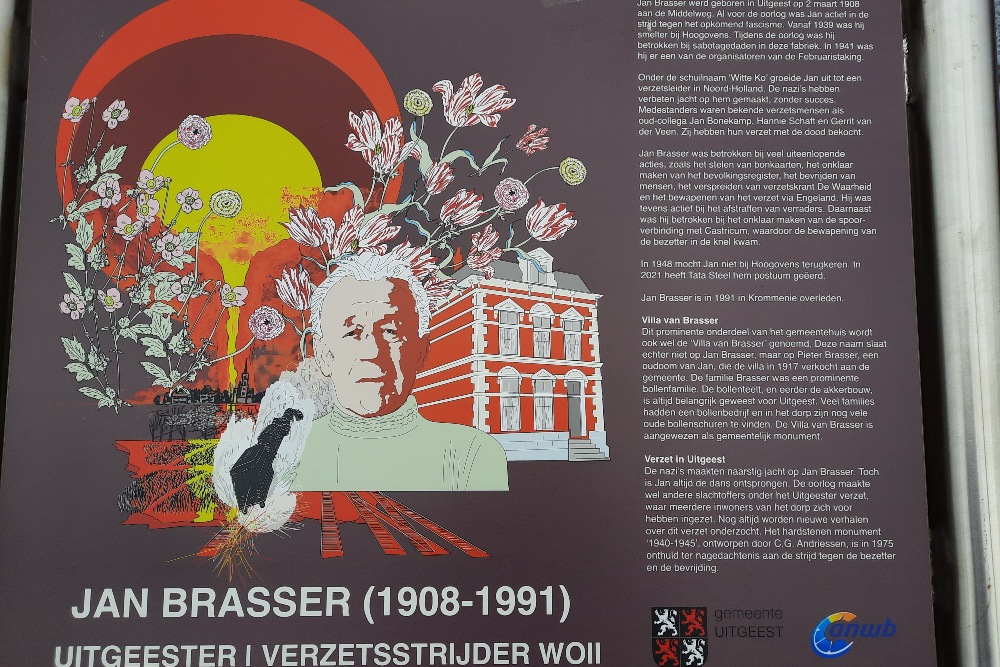 Jan Brasser werd geboren in Uitgeest op 2 maart 1908
aan de Middelweg. Al voor de oorlog was Jan actief in de
strijd tegen het opkomend fascisme. Vanaf 1939 was hij
smelter bij Hoogovens. Tijdens de oorlog was hij
betrokken bij sabotagedaden in deze fabriek. In 1941 was
hij er een van de organisatoren van de Februaristaking.
Onder de schuilnaam 'Witte Ko' groeide Jan uit tot een
verzetsleider in Noord-Holland. De nazi's hebben
verbeten jacht op hem gemaakt, zonder succes.
Medestanders waren bekende verzetsmensen als
oud-collega Jan Bonekamp, Hannie Schaft en Gerrit van
der Veen. Zij hebben hun verzet met de dood bekocht.
Jan Brasser was betrokken bij veel uiteenlopende
acties, zoals het stelen van bonkaarten, het onklaar
maken van het bevolkingsregister, het bevrijden van
mensen, het verspreiden van verzetskrant De Waarheid
en het bewapenen van het verzet via Engeland. Hij was
tevens actief bij het afstraffen van verraders. Daarnaast
was hij betrokken bij het onklaar maken van de spoor-
verbinding met Castricum, waardoor de bewapening van
de bezetter in de knel kwam.
In 1948 mocht Jan niet bij Hoogovens terugkeren. In
2021 heeft Tata Steel hem postuum geëerd.
Jan Brasser is in 1991 in Krommenie overleden.
Villa van Brasser
Dit prominente onderdeel van het gemeentehuis wordt
ook wel de 'Villa van Brasser' genoemd. Deze naam slaat
echter niet op Jan Brasser, maar op Pieter Brasser, een
oudoom van Jan, die de villa in 1917 verkocht aan de
gemeente. De familie Brasser was een prominente
bollenfamilie. De bollenteelt, en eerder de akkerbouw,
is altijd belangrijk geweest voor Uitgeest. Veel families
hadden een bollenbedrijf en in het dorp zijn nog vele
oude bollenschuren te vinden. De Villa van Brasser is
aangewezen als gemeentelijk monument.
Verzet in Uitgeest
De nazi's maakten naarstig jacht op Jan Brasser. Toch
is Jan altijd de dans ontsprongen. De oorlog maakte
wel andere slachtoffers onder het Uitgeester verzet,
waar meerdere inwoners van het dorp zich voor
hebben ingezet. Nog altijd worden nieuwe verhalen
over dit verzet onderzocht. Het hardstenen monument
'1940-1945', ontworpen door C.G. Andriessen, is in 1975
onthuld ter nagedachtenis aan de strijd tegen de bezetter
en de bevrijding.
JAN BRASSER (1908-1991)
UITGEESTER | VERZETSSTRIJDER WOII
gemeente
UITGEEST
anwb